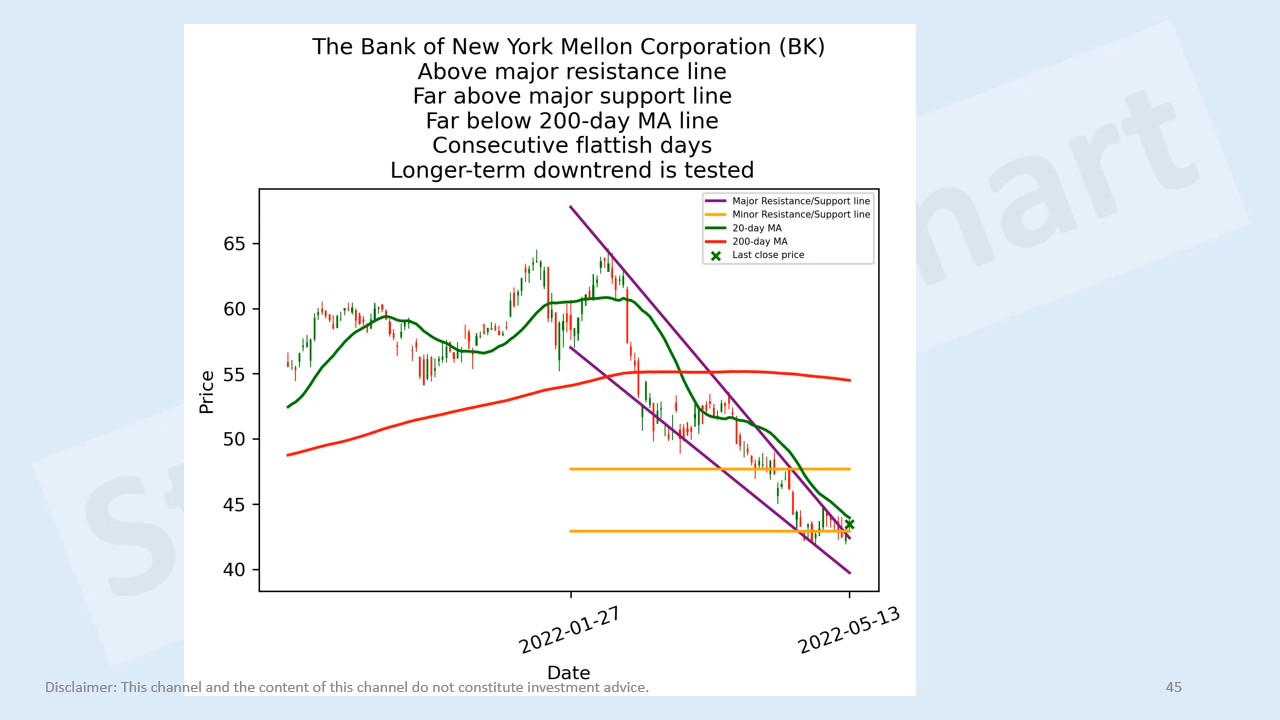 The Bank of New York Mellon Corporation (BK)
Above major resistance line
Far above major support line
Far below 200-day MA line
Consecutive flattish days
Longer-term downtrend is tested
Major Resistance/Support line
Minor Resistance/Support line
20-day MA
200-day MA
Last close price
65
60
55
50
45
40
Price
2022-01-27
2022-05-13
Date
Disclaimer: This channel and the content of this channel do not constitute investment advice.
45